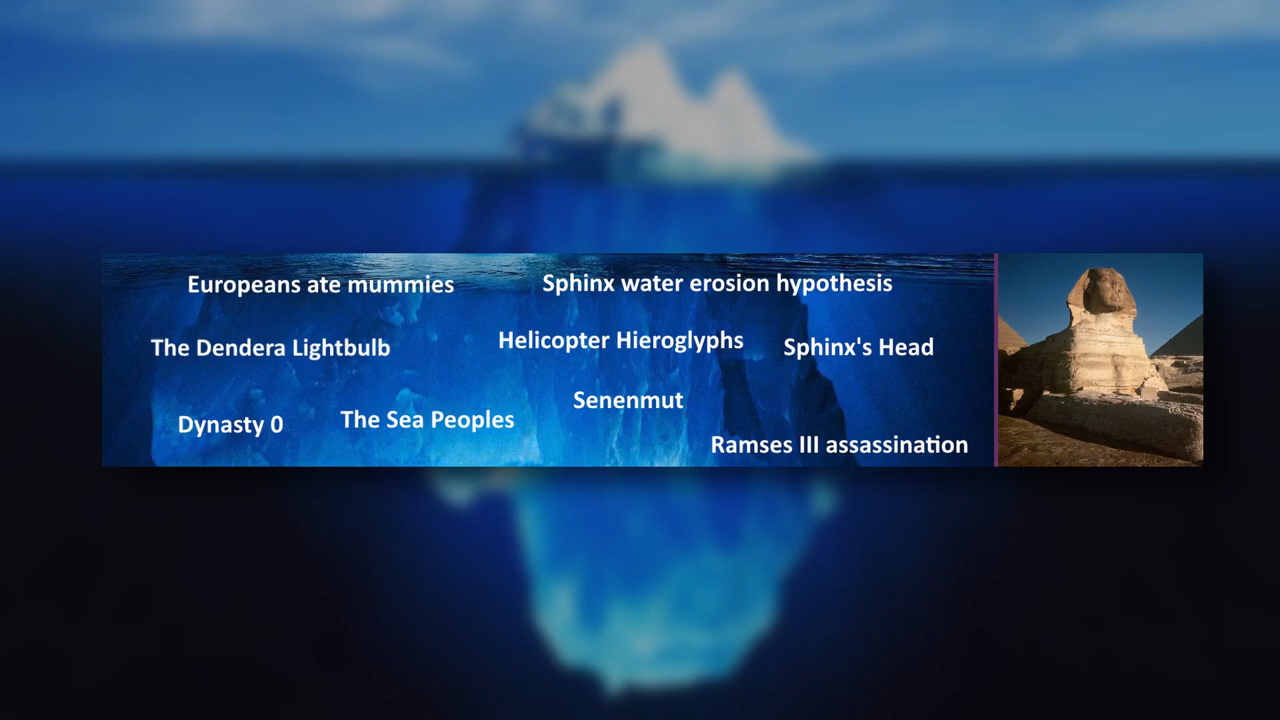 Europeans ate mummies
Sphinx water erosion hypothesis
The Dendera Lightbulb
Helicopter Hieroglyphs
Sphinx's Head
Senenmut
Dynasty 0
The Sea Peoples
Ramses III assassination